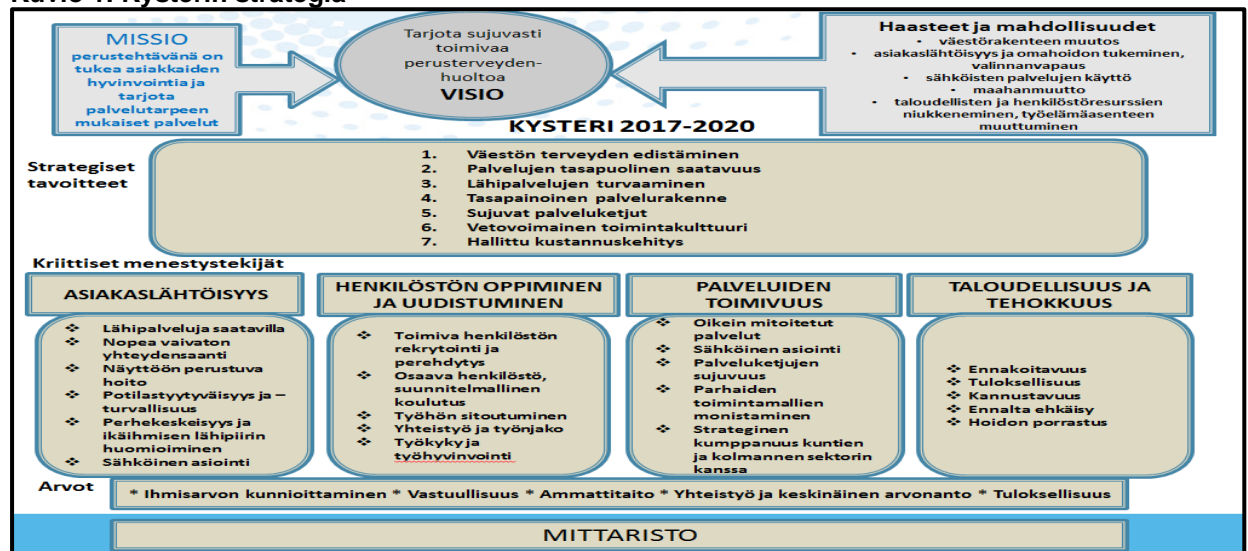 Kuvio 1. Kysterin strategia
MISSIO
perustehtävänä on
tukea asiakkaiden
hyvinvointia ja
tarjota
palvelutarpeen
mukaiset palvelut
Tarjota sujuvasti
toimivaa
perusterveyden-
huoltoa
VISIO
Haasteet ja mahdollisuudet
• väestörakenteen muutos
• asiakaslähtöisyys ja omahoidon tukeminen,
valinnanvapaus
• sähköisten palvelujen käyttö
• maahanmuutto
• taloudellisten ja henkilöstöresurssien
niukkeneminen, työelämäasenteen
muuttuminen
KYSTERI 2017-2020
Strategiset
tavoitteet
1. Väestön terveyden edistäminen
2. Palvelujen tasapuolinen saatavuus
3. Lähipalvelujen turvaaminen
4. Tasapainoinen palvelurakenne
5. Sujuvat palveluketjut
6. Vetovoimainen toimintakulttuuri
7. Hallittu kustannuskehitys
Kriittiset menestystekijät
ASIAKASLÄHTÖISYYS
❖ Lähipalveluja saatavilla
❖ Nopea vaivaton
yhteydensaanti
❖ Näyttöön perustuva
hoito
❖ Potilastyytyväisyys ja –
turvallisuus
❖ Perhekeskeisyys ja
ikäihmisen lähipiirin
huomioiminen
❖ Sähköinen asiointi
HENKILÖSTÖN OPPIMINEN
JA UUDISTUMINEN
❖ Toimiva henkilöstön
rekrytointi ja
perehdytys
❖ Osaava henkilöstö,
suunnitelmallinen
koulutus
❖ Työhön sitoutuminen
❖ Yhteistyö ja työnjako
❖ Työkyky ja
työhyvinvointi
PALVELUIDEN
TOIMIVUUS
❖ Oikein mitoitetut
palvelut
❖ Sähköinen asiointi
❖ Palveluketjujen
sujuvuus
❖ Parhaiden
toimintamallien
monistaminen
❖ Strateginen
kumppanuus kuntien
ja kolmannen sektorin
kanssa
TALOUDELLISUUS JA
TEHOKKUUS
❖ Ennakoitavuus
❖ Tuloksellisuus
❖ Kannustavuus
❖ Ennalta ehkäisy
❖ Hoidon porrastus
Arvot
* Ihmisarvon kunnioittaminen * Vastuullisuus * Ammattitaito * Yhteistyö ja keskinäinen arvonanto * Tuloksellisuus
MITTARISTO